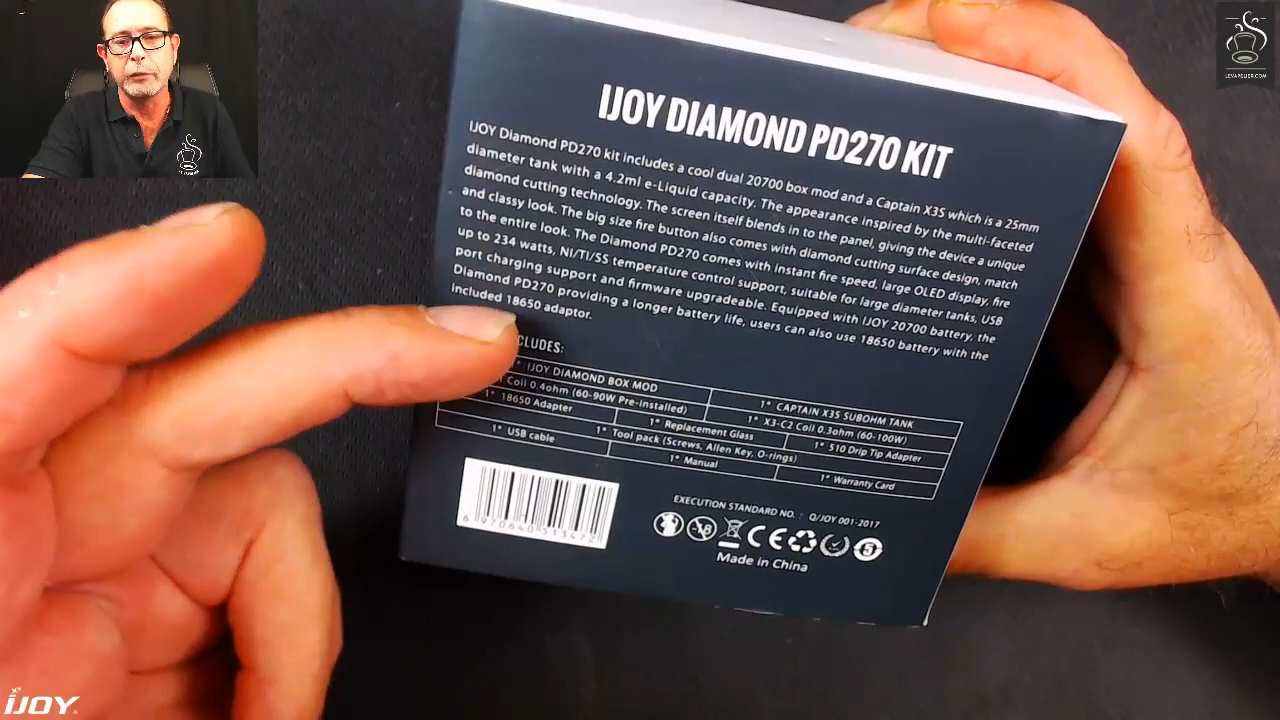 LEVAPELIER.COM
IJOY DIAMOND PD270 KIT
IJOY Diamond PD270 kit includes a cool dual 20700 box mod and a Captain X3S which is a 25mm
diameter tank with a 4.2ml e-Liquid capacity. The appearance inspired by the multi-faceted
diamond cutting technology. The screen itself blends in to the panel, giving the device a unique
and classy look. The big size fire button also comes with diamond cutting surface design, match
to the entire look. The Diamond PD270 comes with instant fire speed, large OLED display, fire
up to 234 watts, NI/TI/SS temperature control support, suitable for large diameter tanks, USB
port charging support and firmware upgradeable. Equipped with IJOY 20700 battery, the
Diamond PD270 providing a longer battery life, users can also use 18650 battery with the
included 18650 adaptor.
CLUDES:
IJOY DIAMOND BOX MOD 1* CAPTAIN X3S SUBOHM TANK
Coil 0.4ohm (60-90W Pre-installed) 1* X3-C2 Coil 0.3ohm (60-100W)
1* 18650 Adapter 1* Replacement Glass 1* 510 Drip Tip Adapter
1* USB cable 1* Tool pack (Screws, Allen Key, O-rings)
1* Manual 1* Warranty Card
6 970640 513472
EXECUTION STANDARD NO. : Q/JOY 001-2017
-18
CE
Made in China
iJOY